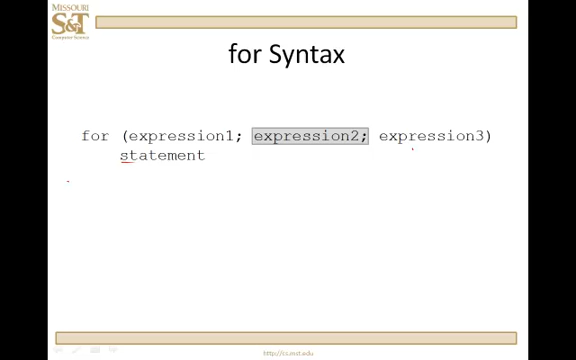 MISSOURI
S&T
Computer Science
for Syntax
for (expression1; expression2; expression3)
statement
http://cs.mst.edu